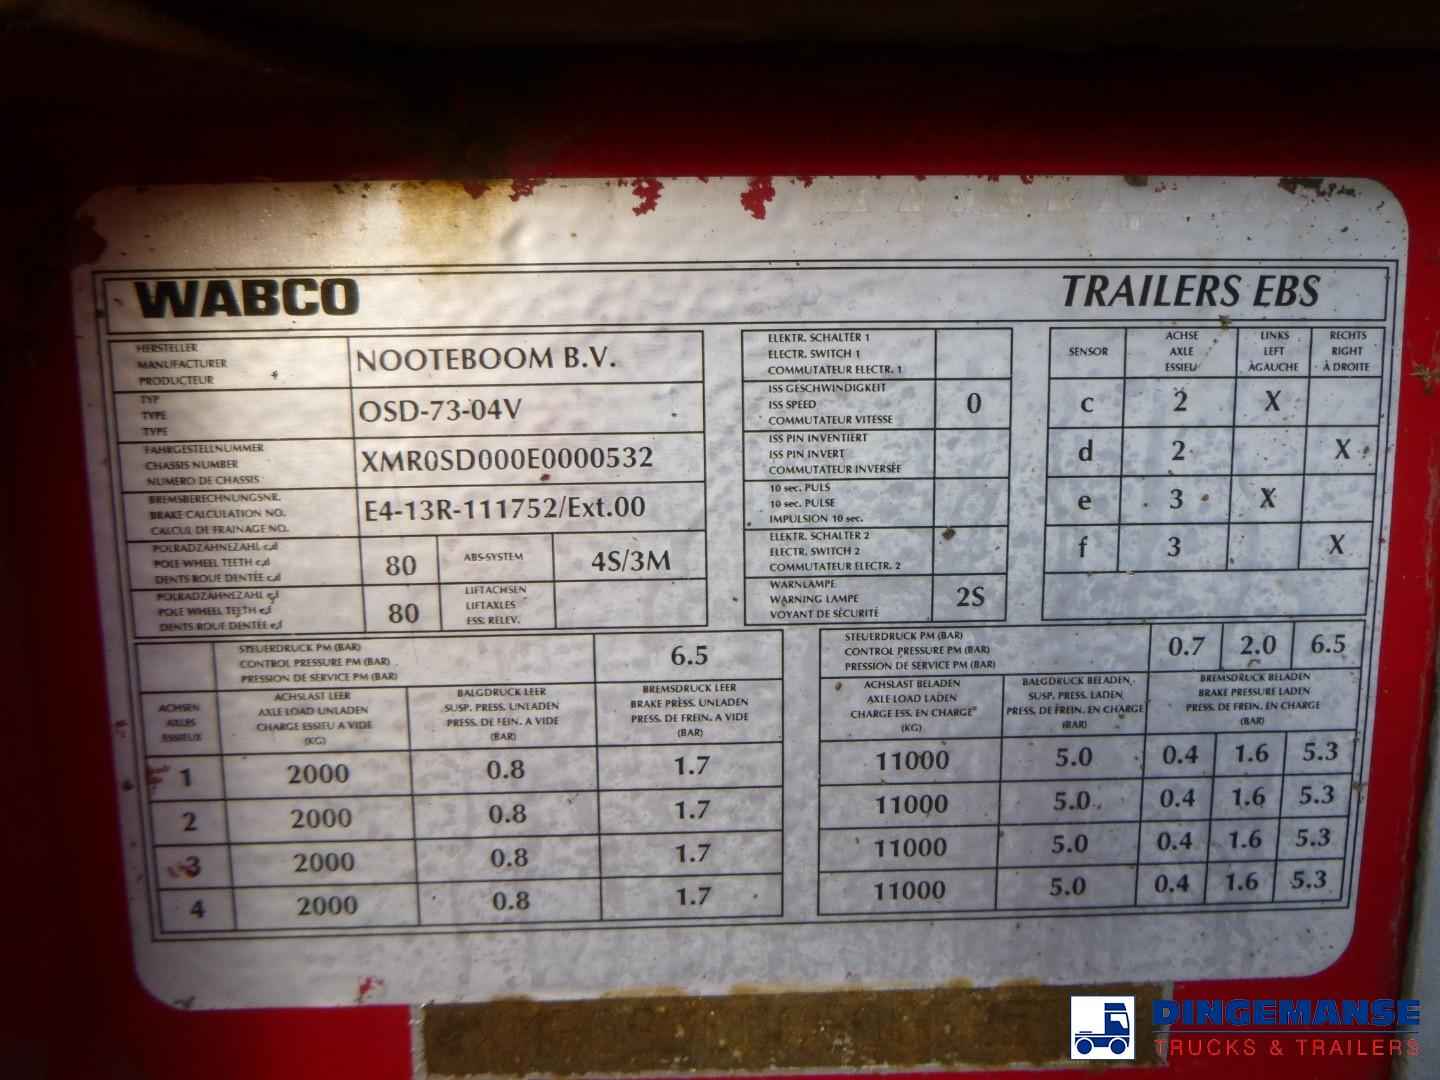 WABCO TRAILERS EBS
HERSTELLER
MANUFACTURER
PRODUCTEUR
NOOTEBOOM B.V.
TYP
TYPE
TYPE
OSD-73-04V
FAHRGESTELLNUMMER
CHASSIS NUMBER
NUMERO DE CHASSIS
XMR0SD000E0000532
BREMSBERECHNUNGSNR.
BRAKE CALCULATION NO.
CALCUL DE FRAINAGE NO.
E4-13R-111752/Ext.00
POLRADZÄHNEZAHL c,d
POLE WHEEL TEETH c,d
DENTS ROUE DENTÉE c,d
80
ABS-SYSTEM
4S/3M
POLRADZÄHNEZAHL e,f
POLE WHEEL TEETH e,f
DENTS ROUE DENTÉE e,f
80
LIFTACHSEN
LIFTAXLES
ESS. RELEV.
ELEKTR. SCHALTER 1
ELECTR. SWITCH 1
COMMUTATEUR ELECTR. 1
ISS GESCHWINDIGKEIT
ISS SPEED
COMMUTATEUR VITESSE
0
ISS PIN INVENTIERT
ISS PIN INVERT
COMMUTATEUR INVERSÉE
10 sec. PULS
10 sec. PULSE
IMPULSION 10 sec.
ELEKTR. SCHALTER 2
ELECTR. SWITCH 2
COMMUTATEUR ELECTR. 2
WARNLAMPE
WARNING LAMPE
VOYANT DE SÉCURITÉ
2S
SENSOR
ACHSE
AXLE
ESSIEU
LINKS
LEFT
ÀGAUCHE
RECHTS
RIGHT
À DROITE
c 2 X
d 2 X
e 3 X
f 3 X
STEUERDRUCK PM (BAR)
CONTROL PRESSURE PM (BAR)
PRESSION DE SERVICE PM (BAR)
6.5
ACHSEN
AXLES
ESSIEUX
ACHSLAST LEER
AXLE LOAD UNLADEN
CHARGE ESSIEU A VIDE
(KG)
BALGDRUCK LEER
SUSP. PRESS. UNLADEN
PRESS. DE FEIN. A VIDE
(BAR)
BREMSDRUCK LEER
BRAKE PRESS. UNLADEN
PRESS. DE FREIN. A VIDE
(BAR)
1 2000 0.8 1.7
2 2000 0.8 1.7
3 2000 0.8 1.7
4 2000 0.8 1.7
STEUERDRUCK PM (BAR)
CONTROL PRESSURE PM (BAR)
PRESSION DE SERVICE PM (BAR)
0.7 2.0 6.5
ACHSLAST BELADEN
AXLE LOAD LADEN
CHARGE ESS. EN CHARGE
(KG)
BALGDRUCK BELADEN
SUSP. PRESS. LADEN
PRESS. DE FREIN. EN CHARGE
(BAR)
BREMSDRUCK BELADEN
BRAKE PRESSURE LADEN
PRESS. DE FREIN. EN CHARGE
(BAR)
11000 5.0 0.4 1.6 5.3
11000 5.0 0.4 1.6 5.3
11000 5.0 0.4 1.6 5.3
11000 5.0 0.4 1.6 5.3
DINGEMANSE
TRUCKS & TRAILERS